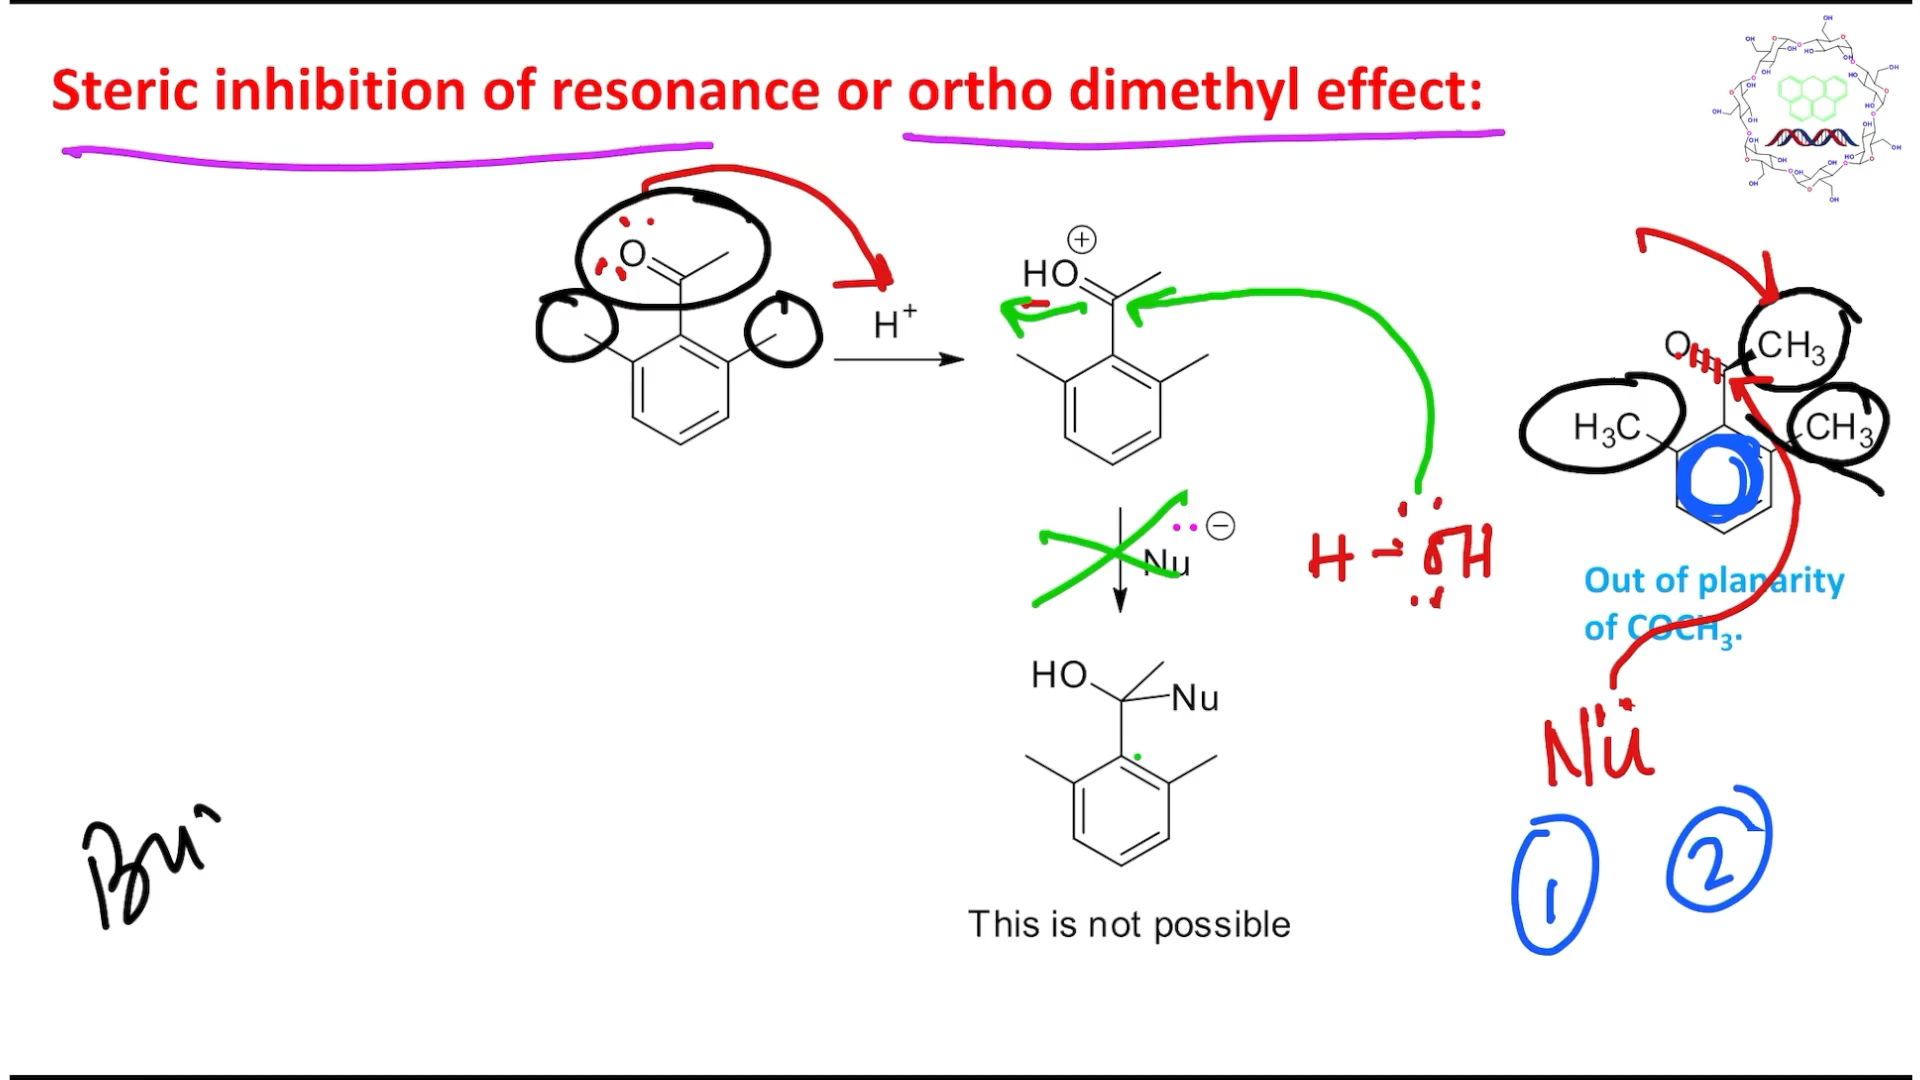 Steric inhibition of resonance or ortho dimethyl effect:
O
H⁺
HO
⊕
O
CH₃
H₃C
CH₃
Nu
⊖
H - OH
Out of planarity
of COCH₃.
HO
Nu
Nu
1
2
This is not possible